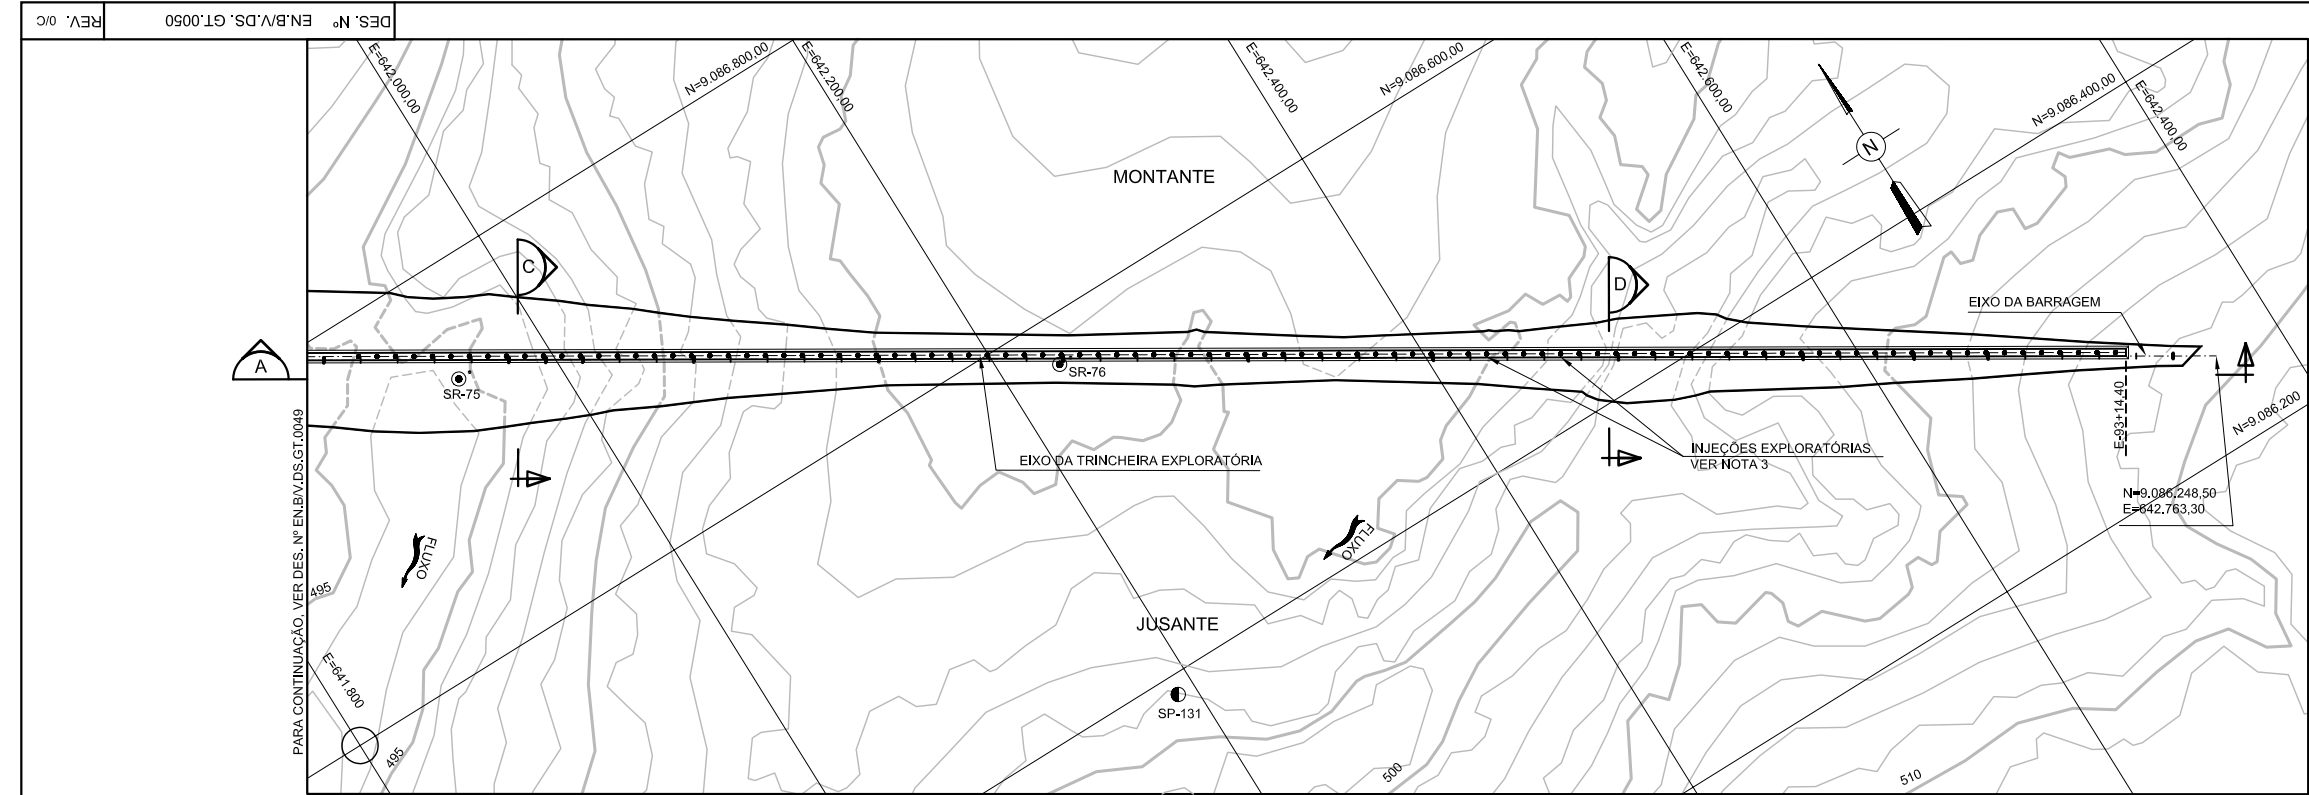 DES. Nº EN.B/V.DS. GT.0050 REV. 0/C
E=642.000,00
N=9.086.800,00
E=642.200,00
E=642.400,00
N=9.086.600,00
E=642.600,00
N=9.086.400,00
E=642.400,00
N
MONTANTE
C
D
EIXO DA BARRAGEM
A
SR-75
SR-76
E-93+14,40
N=9.086.200
EIXO DA TRINCHEIRA EXPLORATÓRIA
INJEÇÕES EXPLORATÓRIAS
VER NOTA 3
N=9.086.248,50
E=642.763,30
FLUXO
FLUXO
PARA CONTINUAÇÃO, VER DES. Nº EN.B/V.DS.GT.0049
495
JUSANTE
E=641.800
SP-131
495
500
510